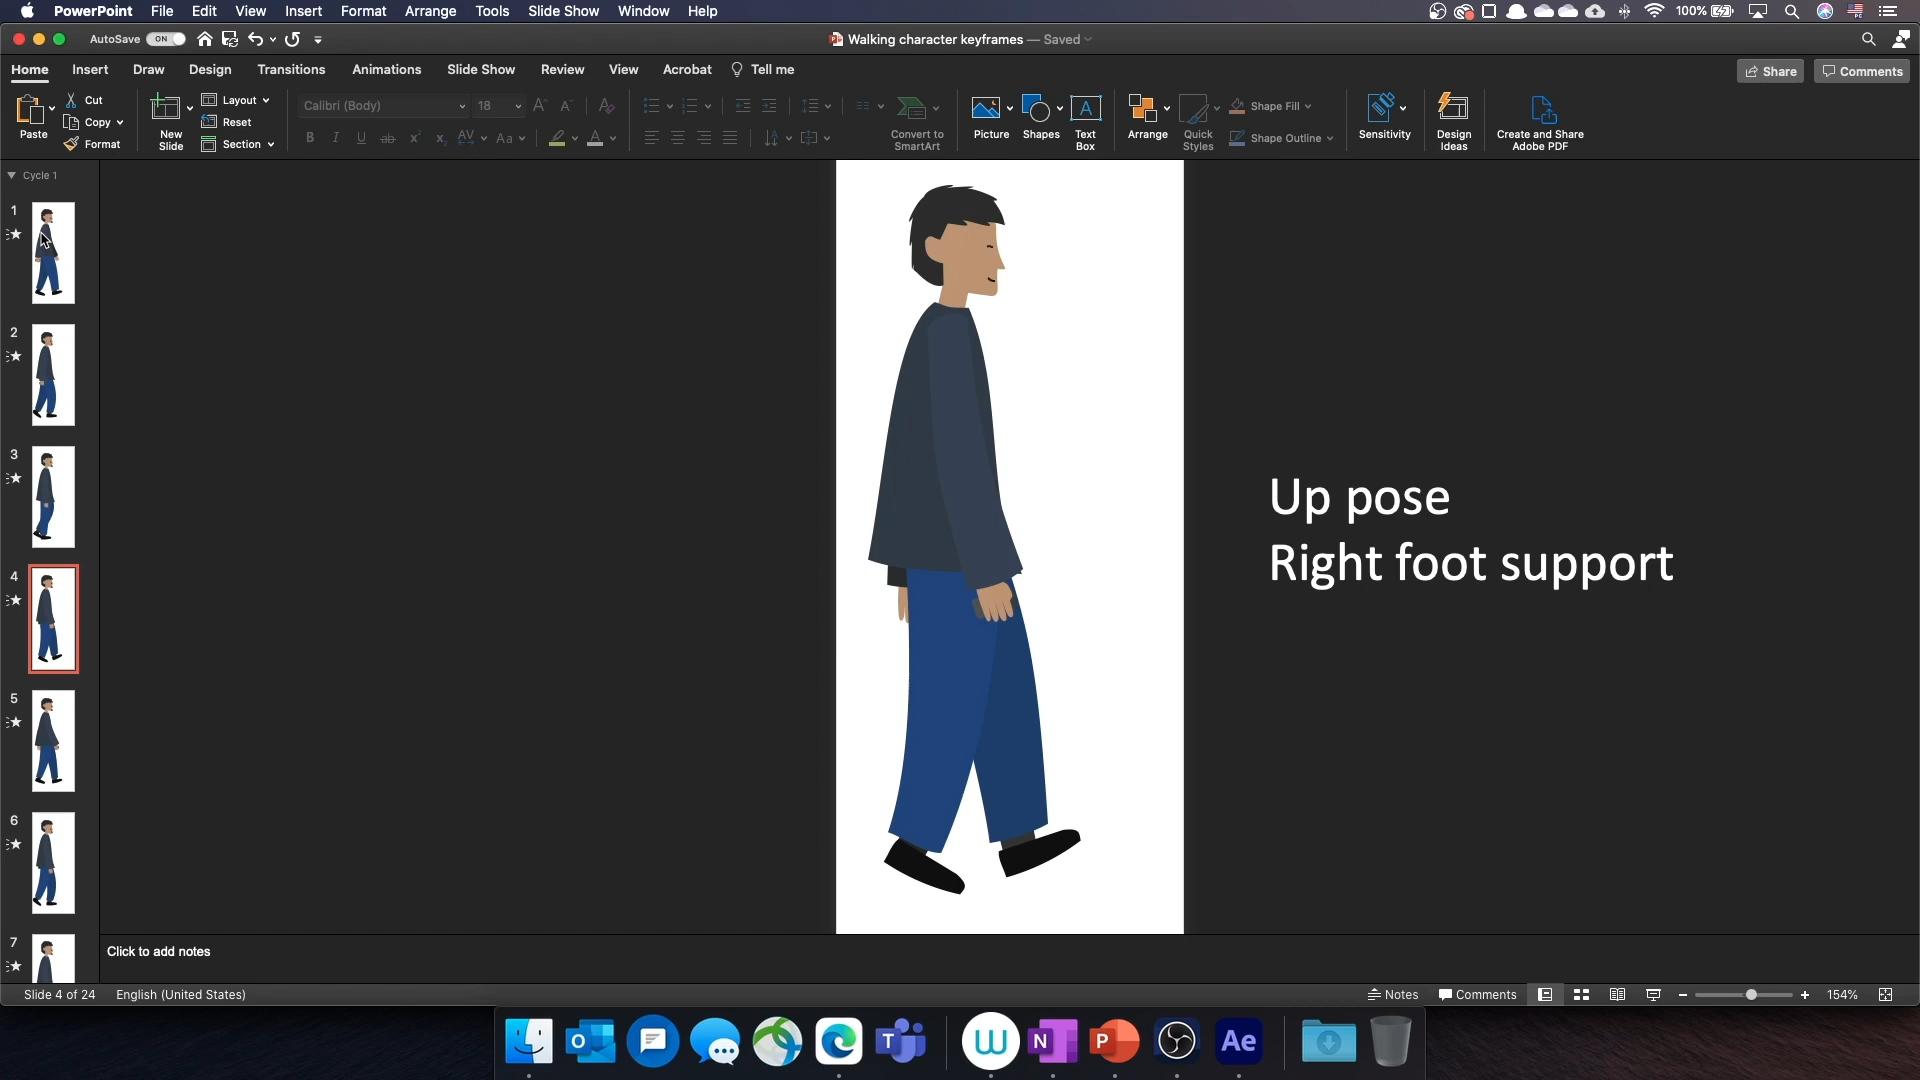 PowerPoint File Edit View Insert Format Arrange Tools Slide Show Window Help 100%
AutoSave ON Walking character keyframes — Saved
Home Insert Draw Design Transitions Animations Slide Show Review View Acrobat Tell me Share Comments
Paste
Cut
Copy
Format
New
Slide
Layout
Reset
Section
Calibri (Body) 18
Convert to
SmartArt
Picture
Shapes
Text
Box
Arrange
Quick
Styles
Shape Fill
Shape Outline
Sensitivity
Design
Ideas
Create and Share
Adobe PDF
Cycle 1
1
2
3
4
5
6
7
Up pose
Right foot support
Click to add notes
Slide 4 of 24 English (United States) Notes Comments 154%